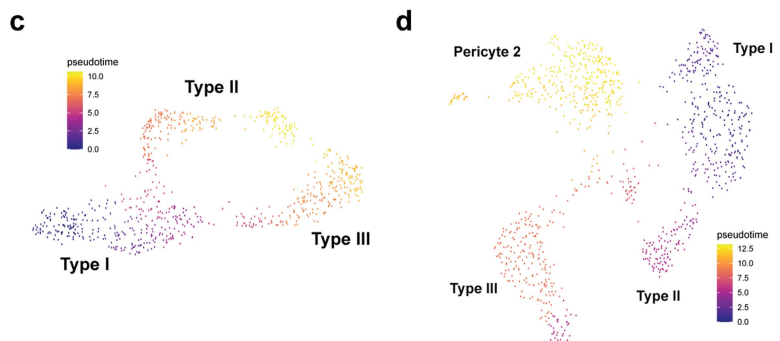 c
pseudotime
10.0
7.5
5.0
2.5
0.0
Type II
Type I
Type III
d
Pericyte 2
Type I
Type III
Type II
pseudotime
12.5
10.0
7.5
5.0
2.5
0.0